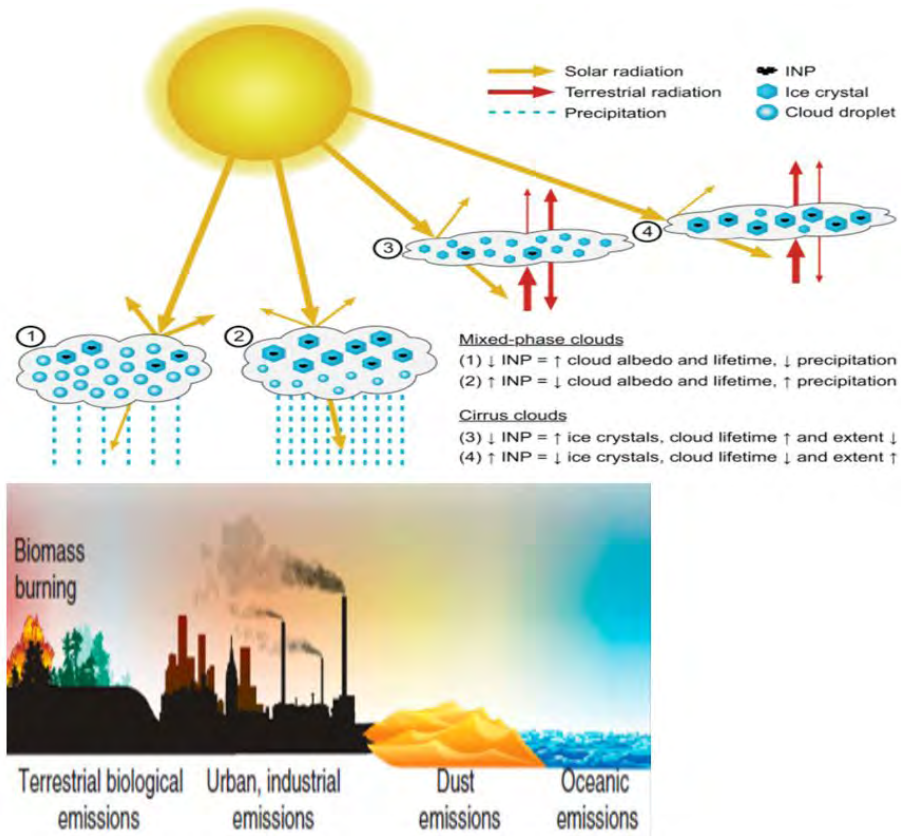 Solar radiation
INP
Terrestrial radiation
Ice crystal
Precipitation
Cloud droplet
3
4
1
2
Mixed-phase clouds
(1) ↓ INP = ↑ cloud albedo and lifetime, ↓ precipitation
(2) ↑ INP = ↓ cloud albedo and lifetime, ↑ precipitation
Cirrus clouds
(3) ↓ INP = ↑ ice crystals, cloud lifetime ↑ and extent ↓
(4) ↑ INP = ↓ ice crystals, cloud lifetime ↓ and extent ↑
Biomass
burning
Terrestrial biological
emissions
Urban, industrial
emissions
Dust
emissions
Oceanic
emissions